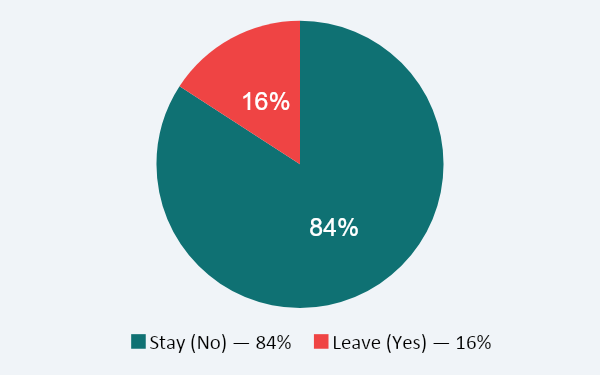 16%
84%
Stay (No) — 84% Leave (Yes) — 16%